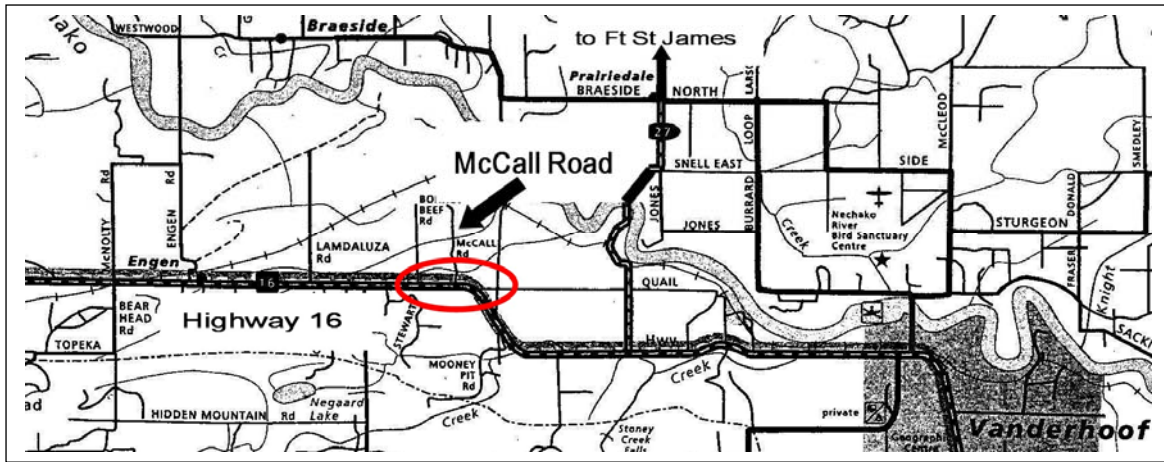 WESTWOOD
Braeside
to Ft St James
Prairiedale
BRAESIDE
NORTH
27
LOOP
McCLEOD
SMEDLEY
SNELL EAST
SIDE
McCall Road
Rd
Rd
McNOLTY
ENGEN
BEEF
Rd
JONES
JONES
BURRARD
Creek
Nechako
River
Bird Sanctuary
Centre
STURGEON
DONALD
FRASER
Knight
LAMDALUZA
Rd
McCALL
Rd
Engen
16
QUAIL
BEAR
HEAD
Rd
Highway 16
STEWART
Hwy
TOPEKA
MOONEY
PIT
Rd
Creek
HIDDEN MOUNTAIN
Rd
Negaard
Lake
Creek
Stoney
Creek
Falls
private
Vanderhoof
Centre